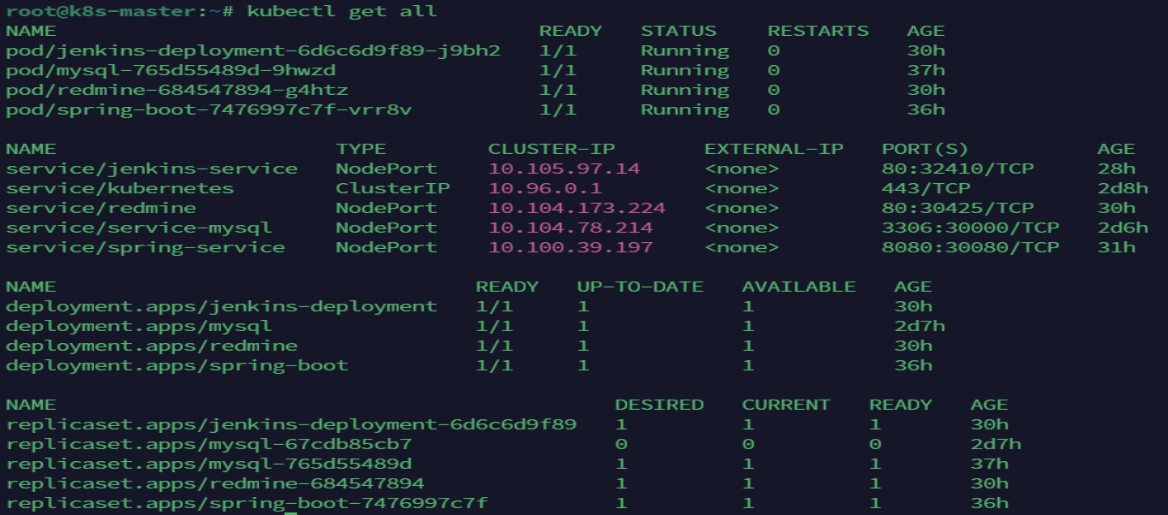 root@k8s-master:~# kubectl get all
NAME READY STATUS RESTARTS AGE
pod/jenkins-deployment-6d6c6d9f89-j9bh2 1/1 Running 0 30h
pod/mysql-765d55489d-9hwzd 1/1 Running 0 37h
pod/redmine-684547894-g4htz 1/1 Running 0 30h
pod/spring-boot-7476997c7f-vrr8v 1/1 Running 0 36h
NAME TYPE CLUSTER-IP EXTERNAL-IP PORT(S) AGE
service/jenkins-service NodePort 10.105.97.14 <none> 80:32410/TCP 28h
service/kubernetes ClusterIP 10.96.0.1 <none> 443/TCP 2d8h
service/redmine NodePort 10.104.173.224 <none> 80:30425/TCP 30h
service/service-mysql NodePort 10.104.78.214 <none> 3306:30000/TCP 2d6h
service/spring-service NodePort 10.100.39.197 <none> 8080:30080/TCP 31h
NAME READY UP-TO-DATE AVAILABLE AGE
deployment.apps/jenkins-deployment 1/1 1 1 30h
deployment.apps/mysql 1/1 1 1 2d7h
deployment.apps/redmine 1/1 1 1 30h
deployment.apps/spring-boot 1/1 1 1 36h
NAME DESIRED CURRENT READY AGE
replicaset.apps/jenkins-deployment-6d6c6d9f89 1 1 1 30h
replicaset.apps/mysql-67cdb85cb7 0 0 0 2d7h
replicaset.apps/mysql-765d55489d 1 1 1 37h
replicaset.apps/redmine-684547894 1 1 1 30h
replicaset.apps/spring-boot-7476997c7f 1 1 1 36h